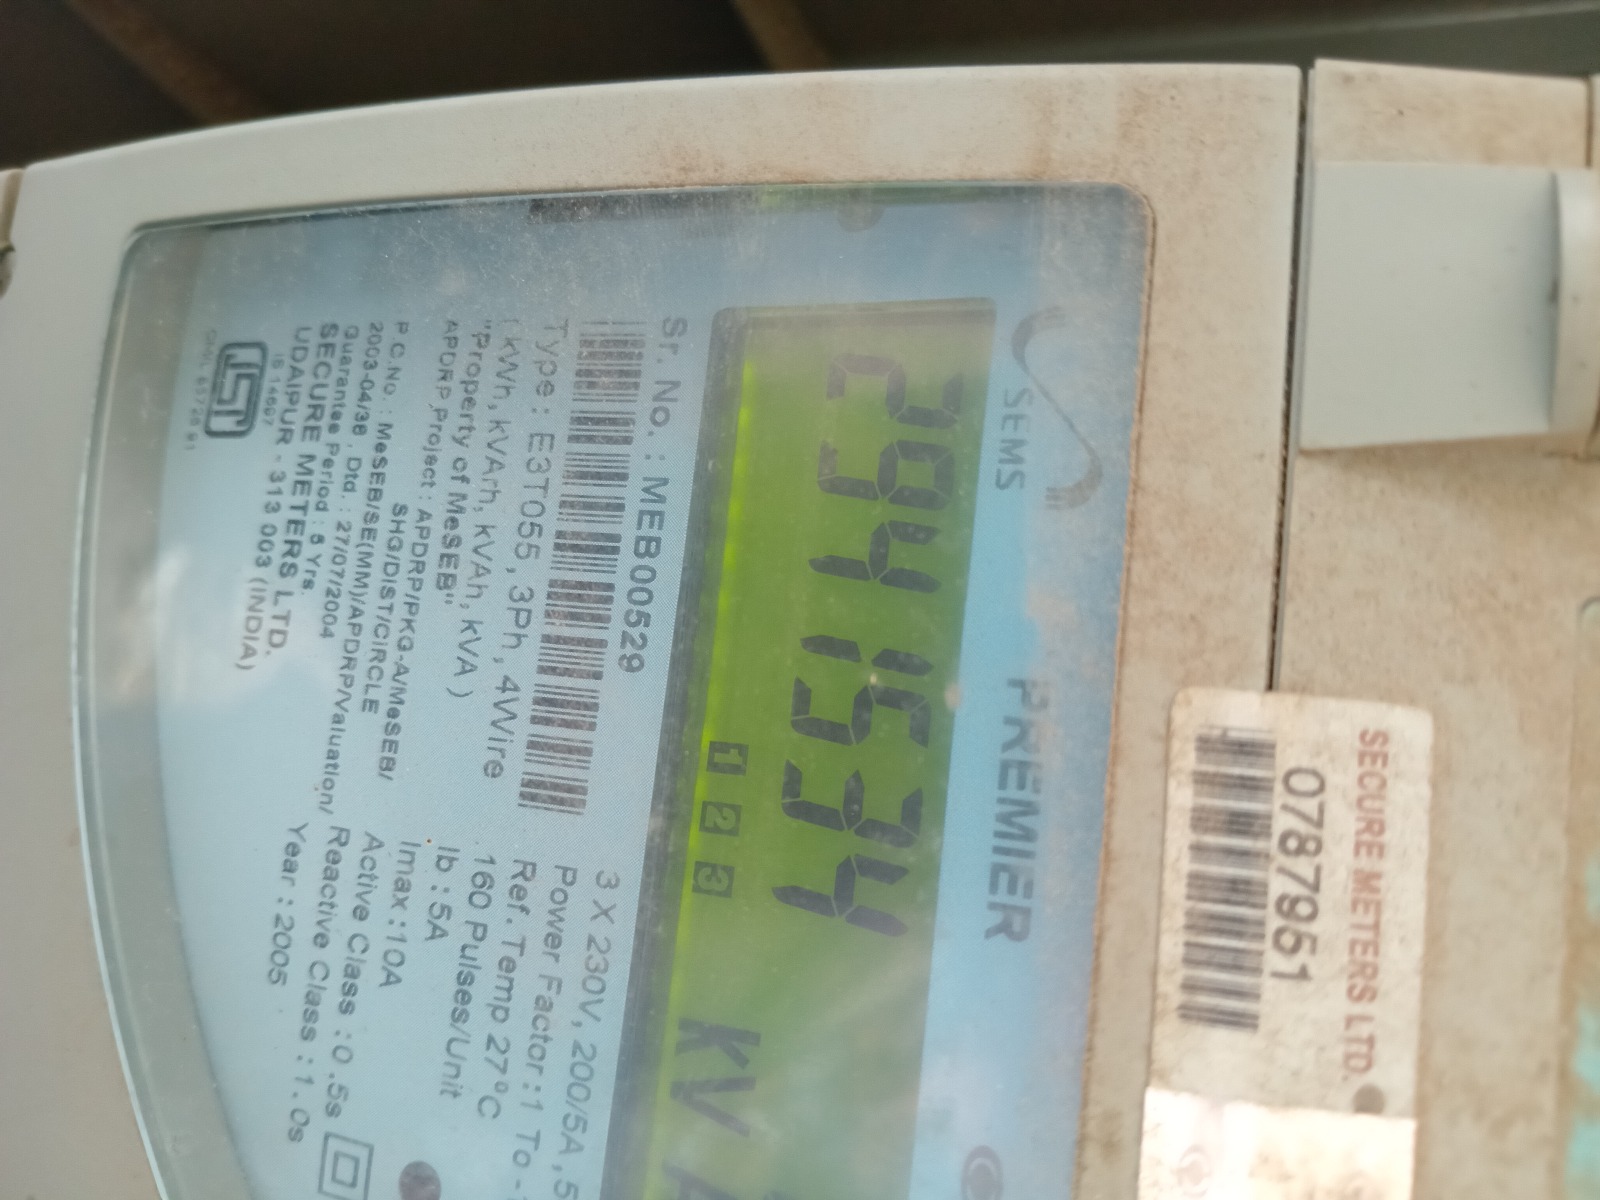 SECURE METERS LTD.
0787861
SEMS PREMIER
2941534
1 2 3 kV
Sr. No. : MEB00529
Type : E3T055, 3Ph, 4Wire
( kWh, kVArh, kVAh, kVA )
"Property of MeSEB"
APDRP Project : APDRP/PKG-A/MeSEB/
SHG/DIST/CIRCLE
P.O.No. : MeSEB/SE(MM)/APDRP/Valuation/
2003-04/38 , Dtd. : 27/07/2004
Guarantee Period : 5 Yrs.
SECURE METERS LTD.
UDAIPUR - 313 003 (INDIA)
IS 14697
3 X 230V, 200/5A, 5
Power Factor : 1 To -
Ref. Temp 27°C
160 Pulses/Unit
Ib : 5A
Imax : 10A
Active Class : 0.5s
Reactive Class : 1.0s
Year : 2005